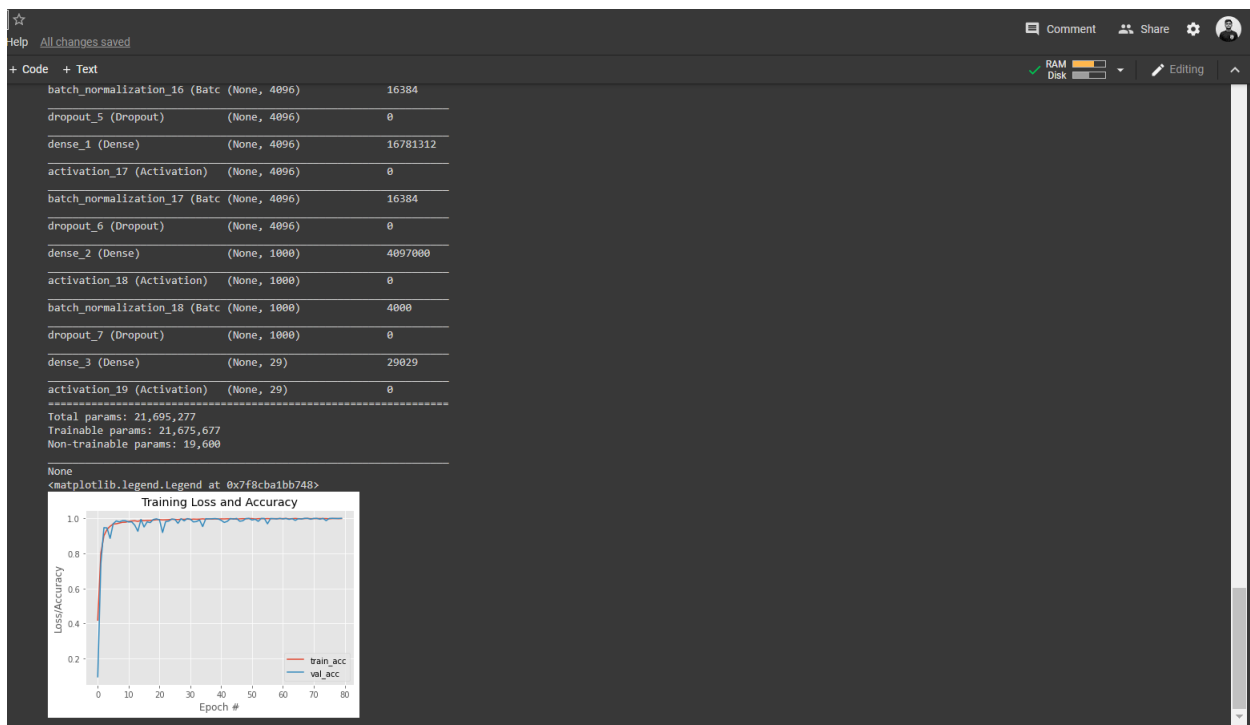 Help All changes saved
Comment Share
+ Code + Text
RAM
Disk
Editing
batch_normalization_16 (Batc (None, 4096) 16384
dropout_5 (Dropout) (None, 4096) 0
dense_1 (Dense) (None, 4096) 16781312
activation_17 (Activation) (None, 4096) 0
batch_normalization_17 (Batc (None, 4096) 16384
dropout_6 (Dropout) (None, 4096) 0
dense_2 (Dense) (None, 1000) 4097000
activation_18 (Activation) (None, 1000) 0
batch_normalization_18 (Batc (None, 1000) 4000
dropout_7 (Dropout) (None, 1000) 0
dense_3 (Dense) (None, 29) 29029
activation_19 (Activation) (None, 29) 0
Total params: 21,695,277
Trainable params: 21,675,677
Non-trainable params: 19,600
None
<matplotlib.legend.Legend at 0x7f8cba1bb748>
Training Loss and Accuracy
1.0
0.8
0.6
0.4
0.2
Loss/Accuracy
train_acc
val_acc
0 10 20 30 40 50 60 70 80
Epoch #